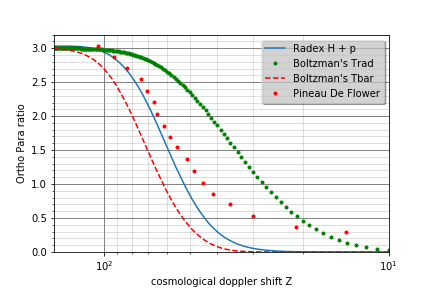 Radex H + p
Boltzman's Trad
Boltzman's Tbar
Pineau De Flower
Ortho Para ratio
3.0
2.5
2.0
1.5
1.0
0.5
0.0
10²
10¹
cosmological doppler shift Z